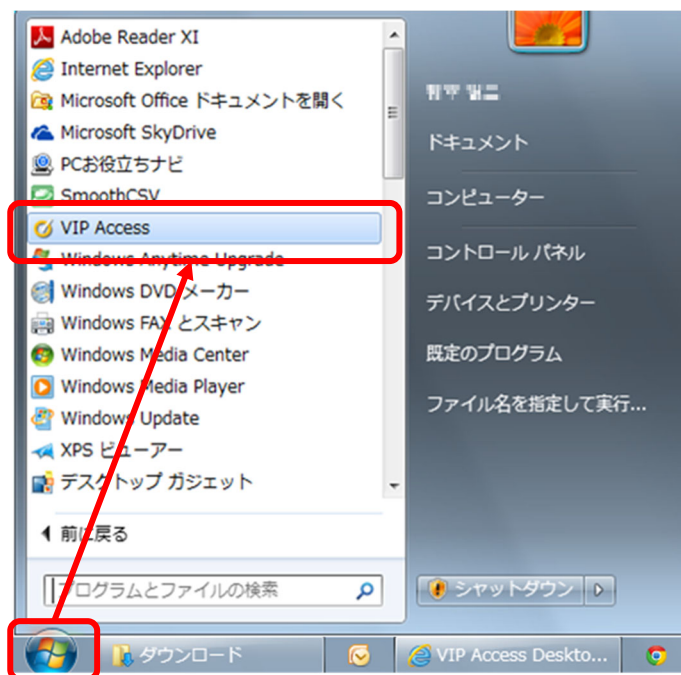 Adobe Reader XI
Internet Explorer
Microsoft Office ドキュメントを開く
Microsoft SkyDrive
PCお役立ちナビ
SmoothCSV
VIP Access
Windows Anytime Upgrade
Windows DVD メーカー
Windows FAX とスキャン
Windows Media Center
Windows Media Player
Windows Update
XPS ビューアー
デスクトップ ガジェット
前に戻る
プログラムとファイルの検索
ドキュメント
コンピューター
コントロール パネル
デバイスとプリンター
既定のプログラム
ファイル名を指定して実行...
シャットダウン
ダウンロード
VIP Access Deskto...